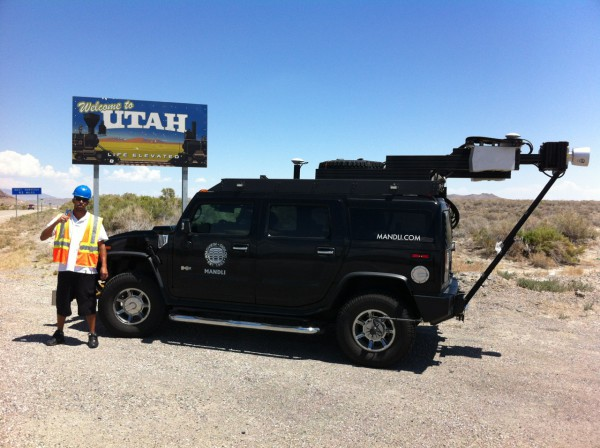 Welcome to
UTAH
LIFE ELEVATED
MANDLI
MANDLI.COM